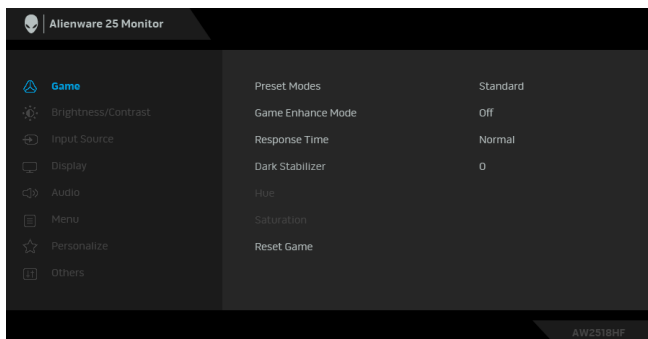 Alienware 25 Monitor
Game
Preset Modes Standard
Brightness/Contrast Game Enhance Mode Off
Input Source Response Time Normal
Display Dark Stabilizer 0
Audio Hue
Menu Saturation
Personalize Reset Game
Others
AW2518HF